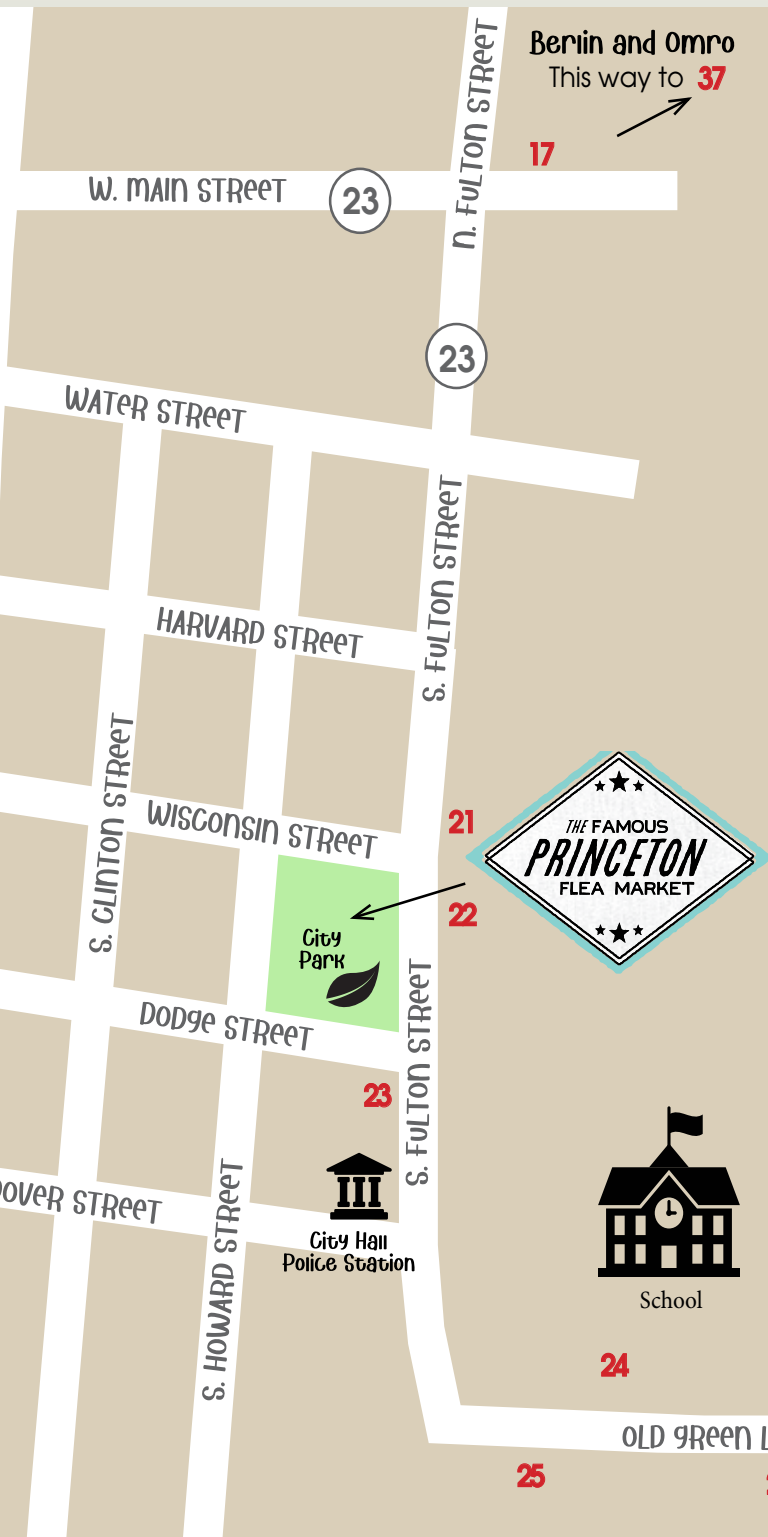 Berlin and Omro
This way to 37
17
W. MAIN STREET
23
N. FULTON STREET
23
WATER STREET
S. FULTON STREET
HARVARD STREET
S. CLINTON STREET
WISCONSIN STREET
21
THE FAMOUS
PRINCETON
FLEA MARKET
22
City
Park
S. FULTON STREET
DODGE STREET
23
OVER STREET
S. HOWARD STREET
City Hall
Police Station
School
24
OLD GREEN L
25